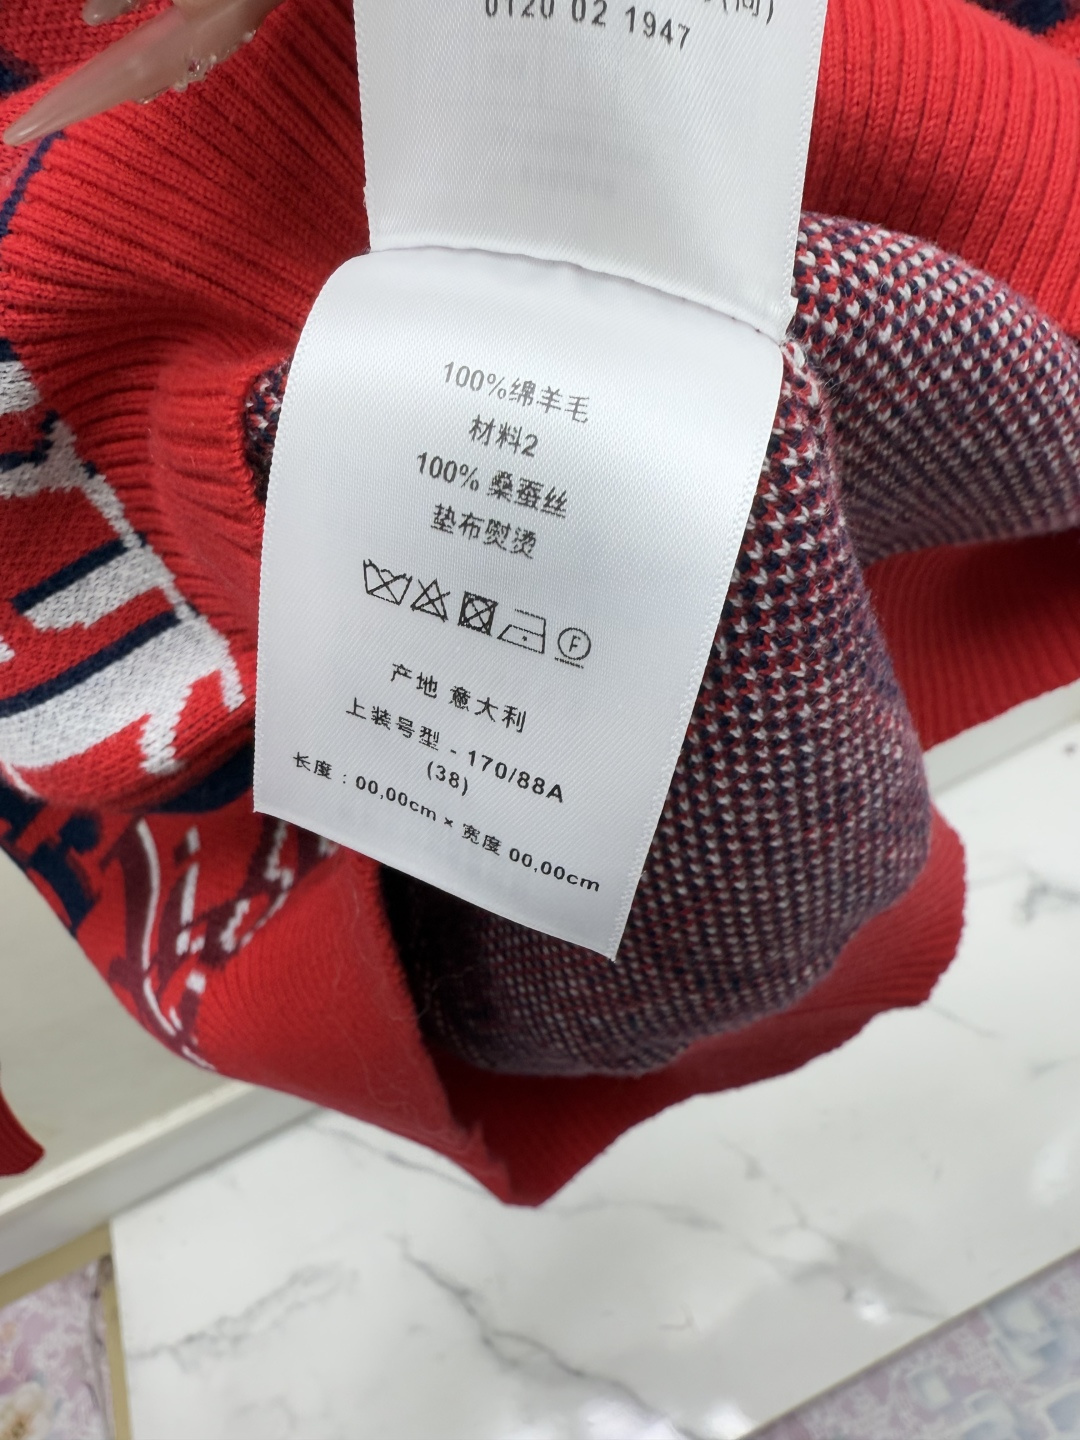 0120 02 1947
100%绵羊毛
材料2
100% 桑蚕丝
垫布熨烫
F
产地 意大利
上装号型 - 170/88A
(38)
长度：00,00cm × 宽度 00,00cm